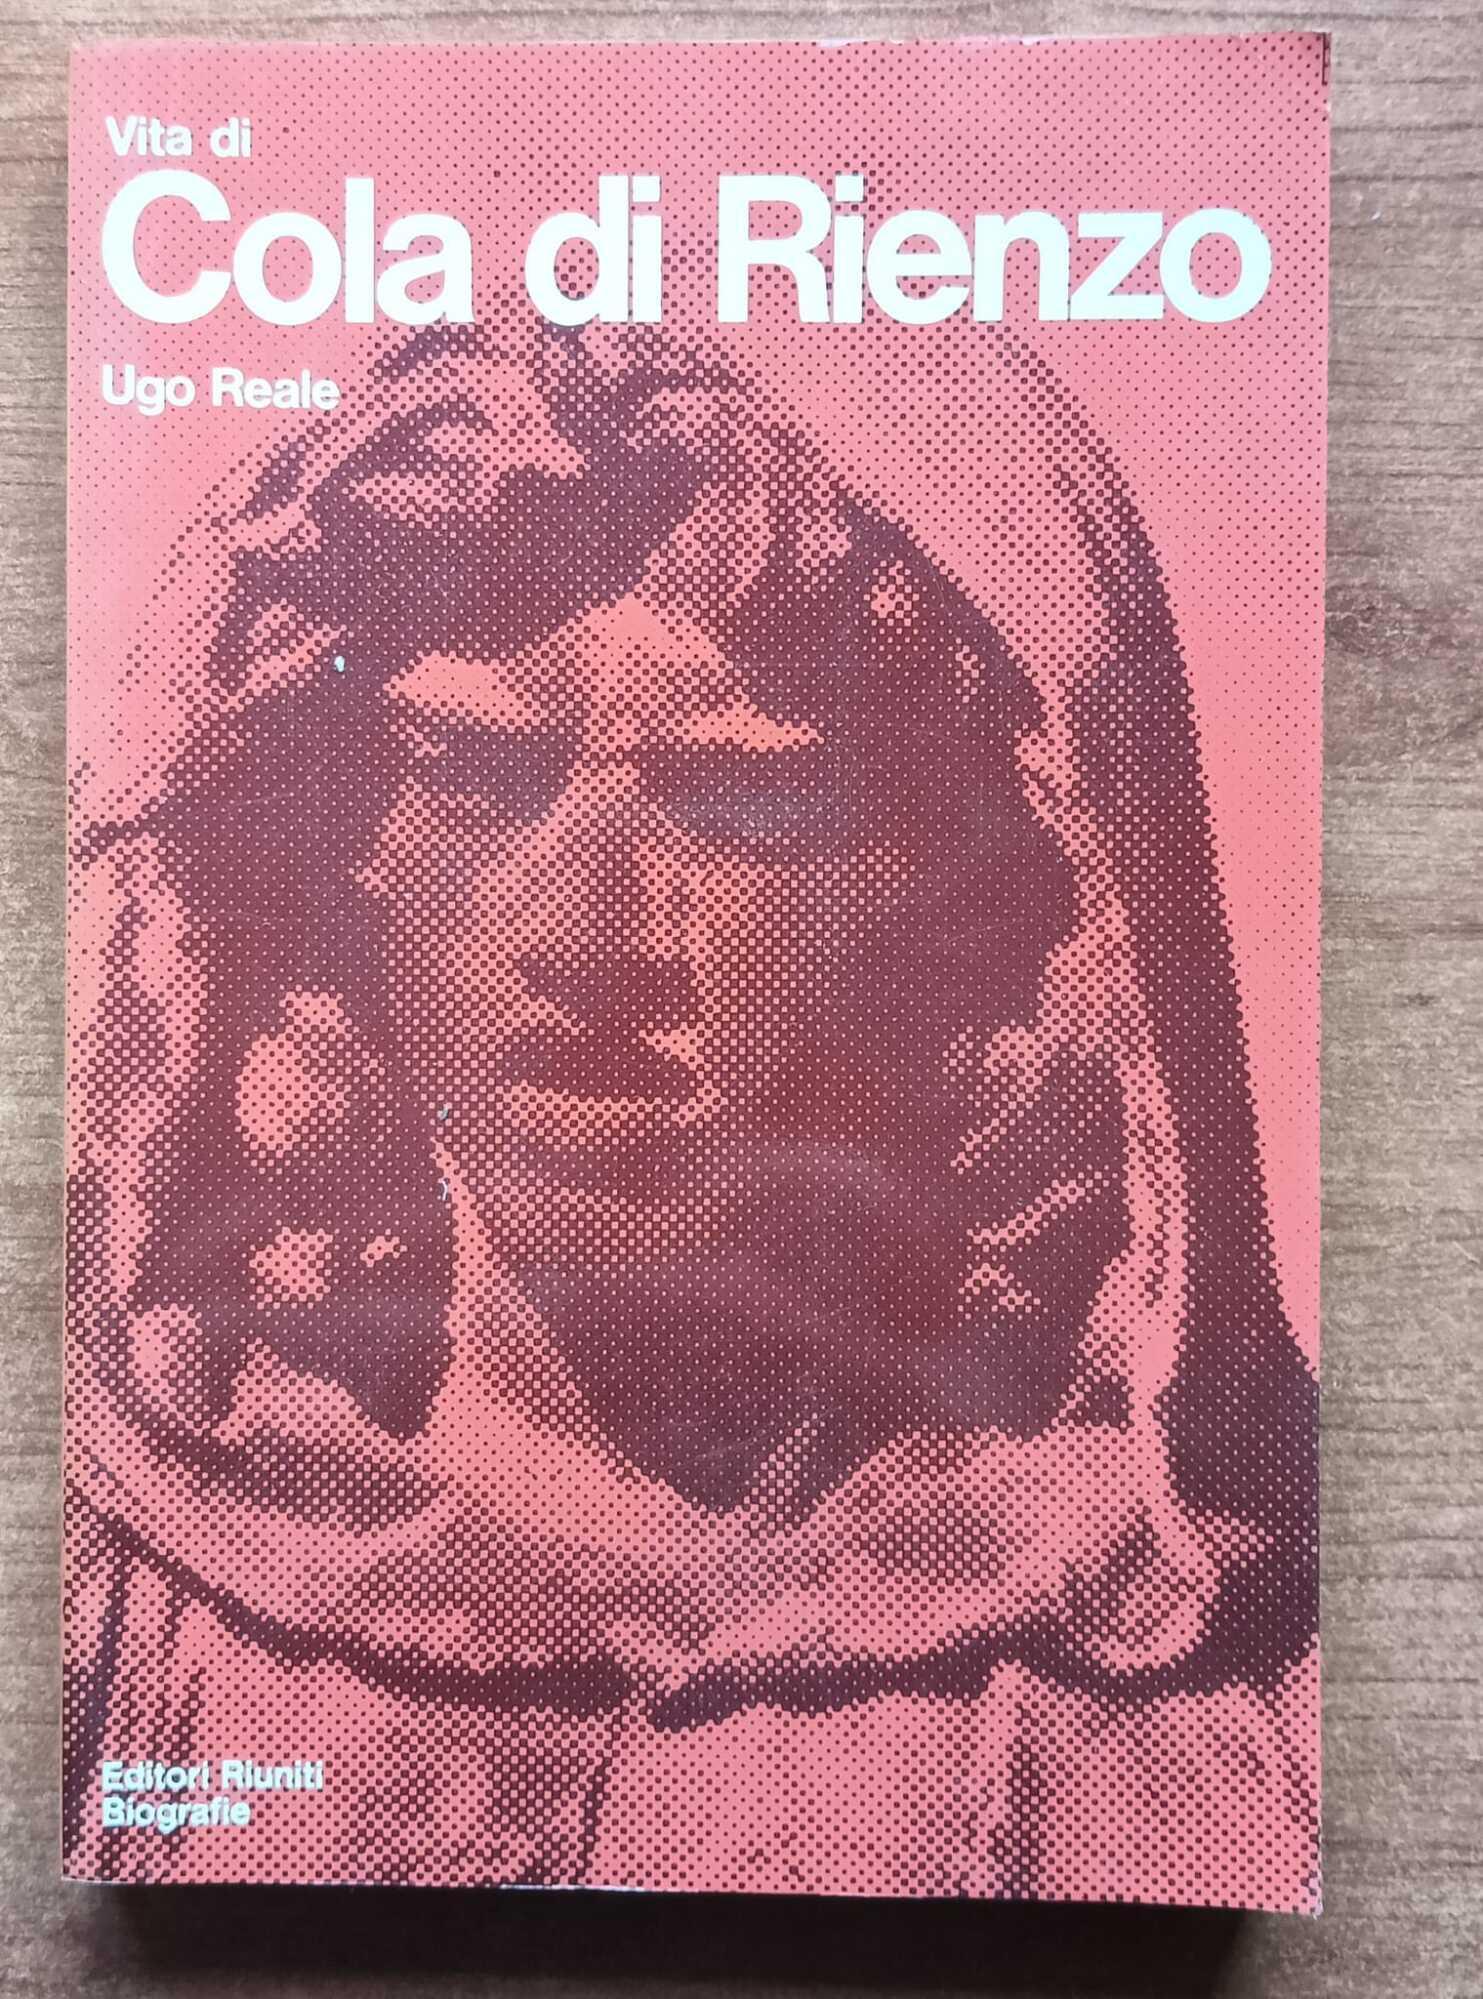 Vita di
Cola di Rienzo
Ugo Reale
Editori Riuniti
Biografie